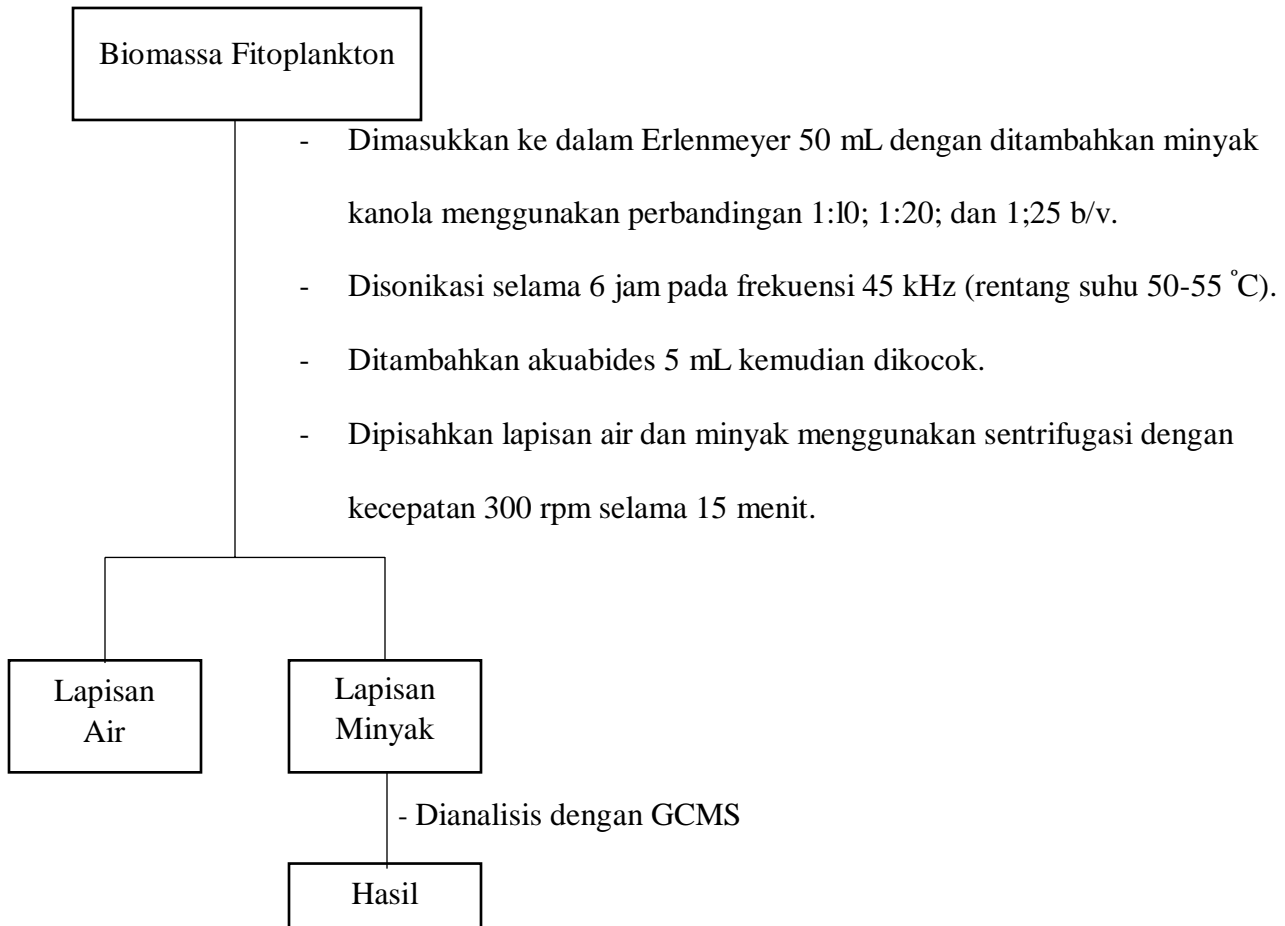 Biomassa Fitoplankton
- Dimasukkan ke dalam Erlenmeyer 50 mL dengan ditambahkan minyak
kanola menggunakan perbandingan 1:l0; 1:20; dan 1;25 b/v.
- Disonikasi selama 6 jam pada frekuensi 45 kHz (rentang suhu 50-55 ֯C).
- Ditambahkan akuabides 5 mL kemudian dikocok.
- Dipisahkan lapisan air dan minyak menggunakan sentrifugasi dengan
kecepatan 300 rpm selama 15 menit.
Lapisan
Air
Lapisan
Minyak
- Dianalisis dengan GCMS
Hasil